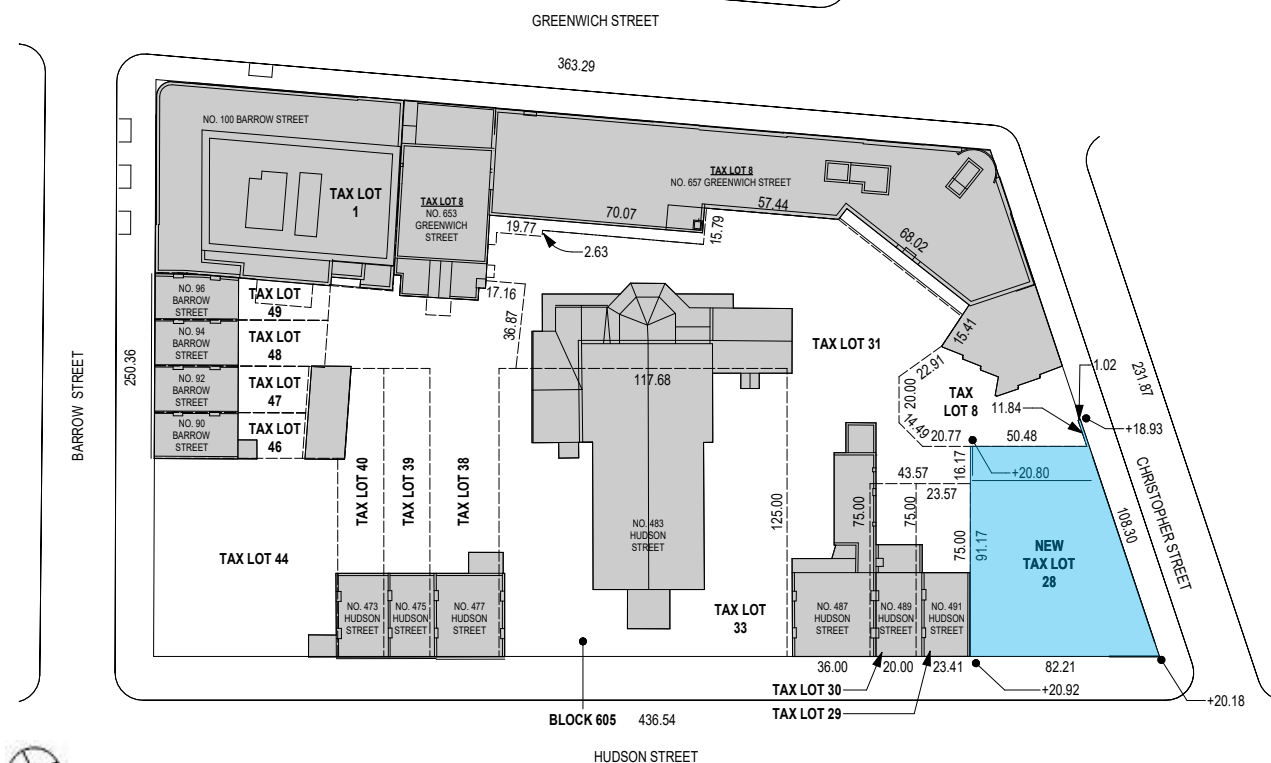 GREENWICH STREET
363.29
NO. 100 BARROW STREET
TAX LOT
1
TAX LOT 8
NO. 653
GREENWICH
STREET
TAX LOT 8
NO. 657 GREENWICH STREET
70.07
57.44
19.77
2.63
15.79
68.02
17.16
36.87
15.41
NO. 96
BARROW
STREET
TAX LOT
49
NO. 94
BARROW
STREET
TAX LOT
48
NO. 92
BARROW
STREET
TAX LOT
47
NO. 90
BARROW
STREET
TAX LOT
46
BARROW STREET
250.36
117.68
TAX LOT 31
22.91
20.00
14.49
TAX
LOT 8
11.84
1.02
231.87
+18.93
20.77
50.48
16.17
+20.80
43.57
23.57
CHRISTOPHER STREET
108.30
TAX LOT 40
TAX LOT 39
TAX LOT 38
125.00
75.00
75.00
75.00
91.17
NO. 483
HUDSON
STREET
NEW
TAX LOT
28
TAX LOT 44
NO. 473
HUDSON
STREET
NO. 475
HUDSON
STREET
NO. 477
HUDSON
STREET
TAX LOT
33
NO. 487
HUDSON
STREET
NO. 489
HUDSON
STREET
NO. 491
HUDSON
STREET
36.00
20.00
23.41
82.21
TAX LOT 30
+20.92
+20.18
TAX LOT 29
BLOCK 605
436.54
HUDSON STREET